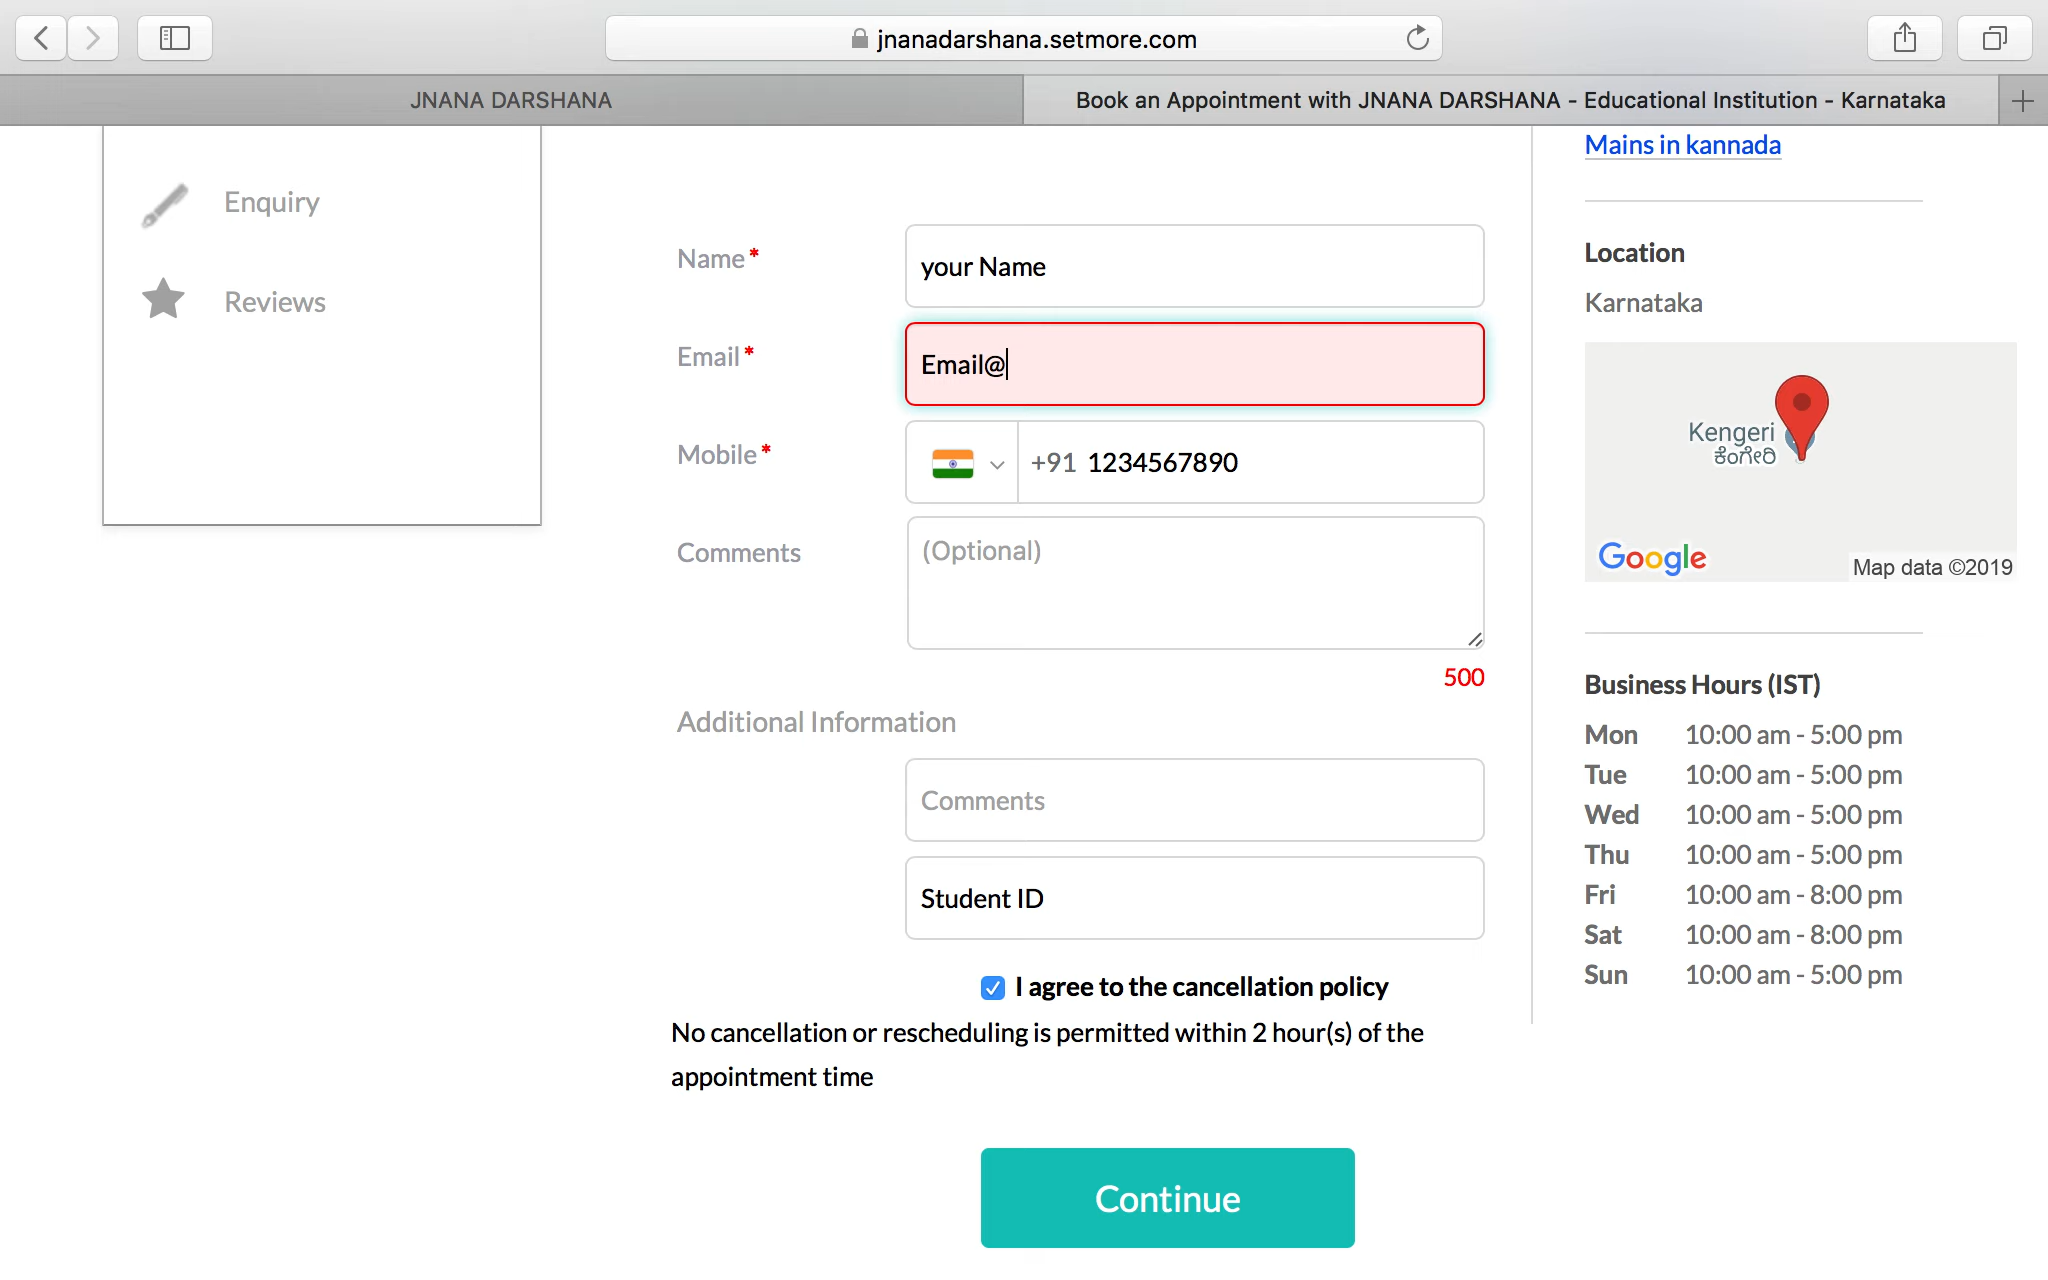 jnanadarshana.setmore.com
JNANA DARSHANA
Book an Appointment with JNANA DARSHANA - Educational Institution - Karnataka
Enquiry
Reviews
Name*
your Name
Email*
Email@
Mobile*
+91 1234567890
Comments
(Optional)
500
Additional Information
Comments
Student ID
I agree to the cancellation policy
No cancellation or rescheduling is permitted within 2 hour(s) of the
appointment time
Continue
Mains in kannada
Location
Karnataka
Kengeri
ಕೆಂಗೇರಿ
Google
Map data ©2019
Business Hours (IST)
Mon 10:00 am - 5:00 pm
Tue 10:00 am - 5:00 pm
Wed 10:00 am - 5:00 pm
Thu 10:00 am - 5:00 pm
Fri 10:00 am - 8:00 pm
Sat 10:00 am - 8:00 pm
Sun 10:00 am - 5:00 pm